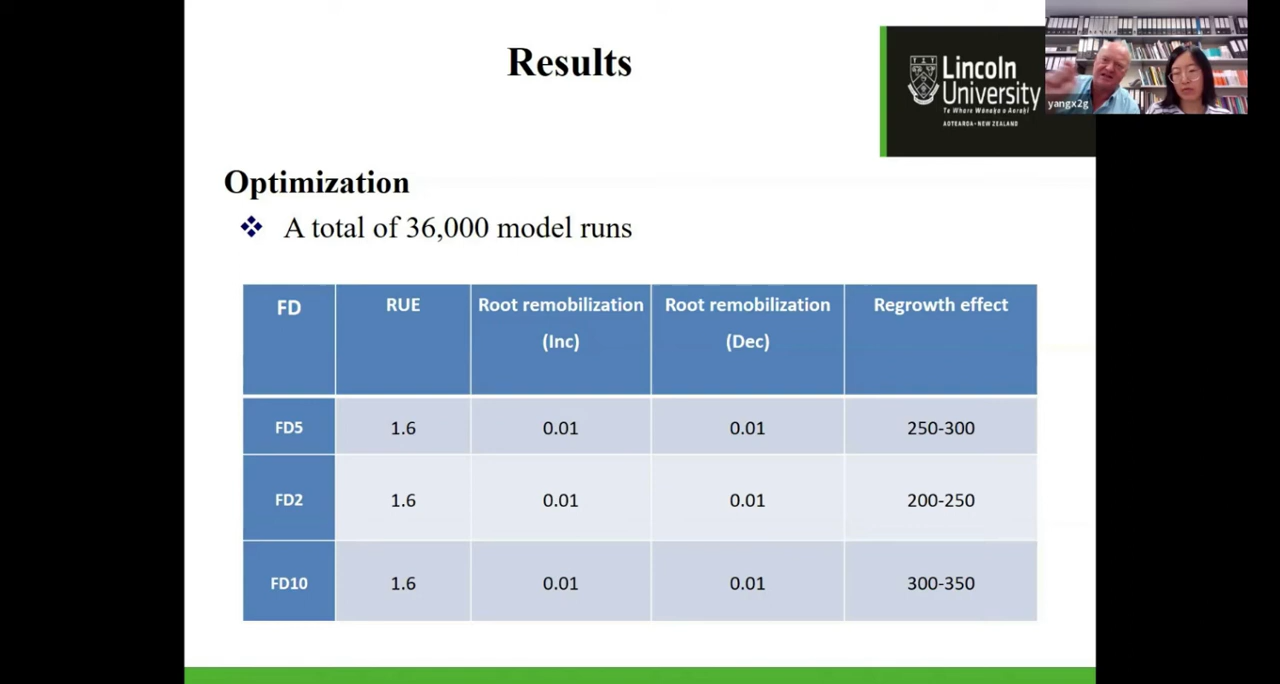 Results
Lincoln
University
Te Whare Wānaka o Aoraki
AOTEAROA • NEW ZEALAND
yangx2g
Optimization
A total of 36,000 model runs
FD RUE Root remobilization (Inc) Root remobilization (Dec) Regrowth effect
FD5 1.6 0.01 0.01 250-300
FD2 1.6 0.01 0.01 200-250
FD10 1.6 0.01 0.01 300-350